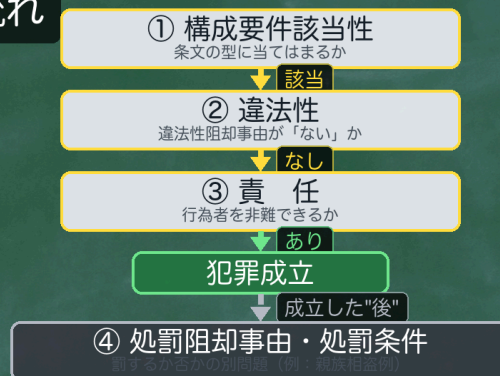 れ
① 構成要件該当性
条文の型に当てはまるか
該当
② 違法性
違法性阻却事由が「ない」か
なし
③ 責　任
行為者を非難できるか
あり
犯罪成立
成立した"後"
④ 処罰阻却事由・処罰条件
罰するか否かの別問題（例：親族相盗例）